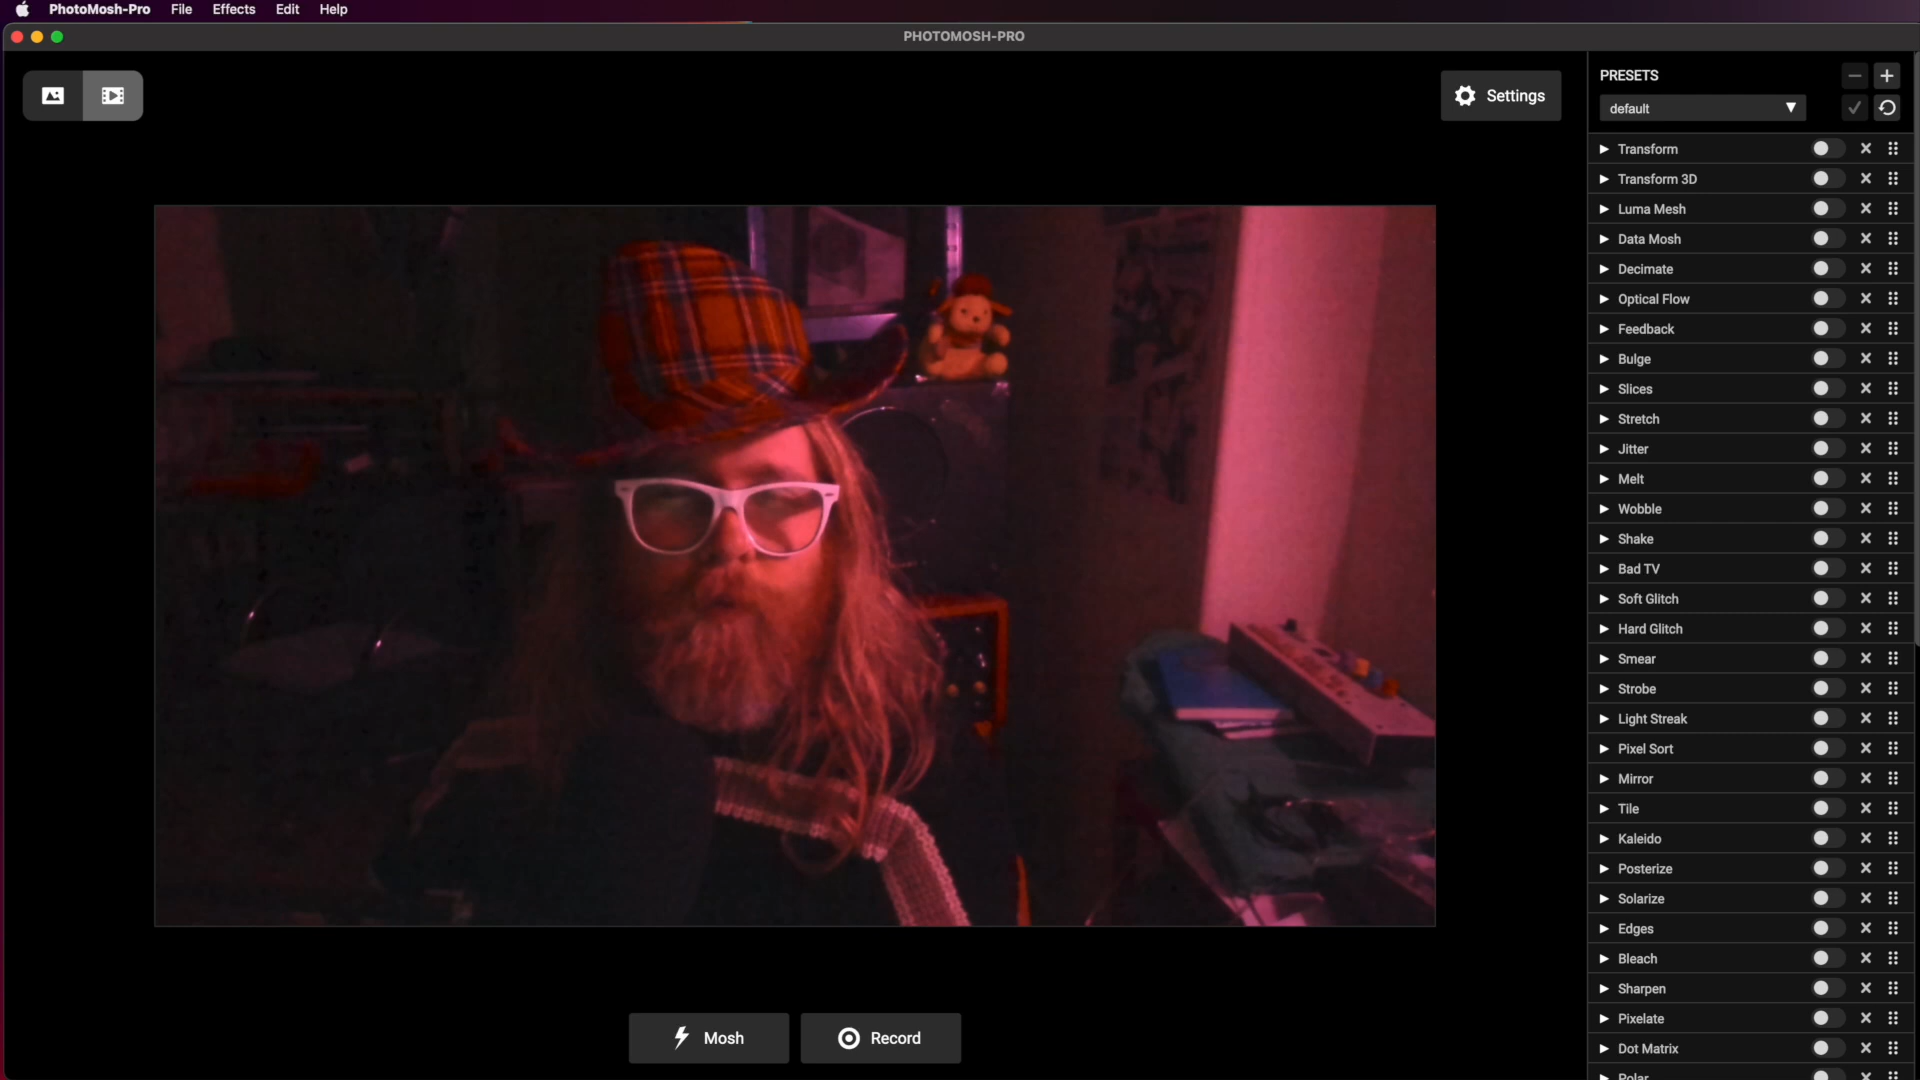 PhotoMosh-Pro File Effects Edit Help
PHOTOMOSH-PRO
Settings
PRESETS
default
Transform
Transform 3D
Luma Mesh
Data Mosh
Decimate
Optical Flow
Feedback
Bulge
Slices
Stretch
Jitter
Melt
Wobble
Shake
Bad TV
Soft Glitch
Hard Glitch
Smear
Strobe
Light Streak
Pixel Sort
Mirror
Tile
Kaleido
Posterize
Solarize
Edges
Bleach
Sharpen
Pixelate
Dot Matrix
Polar
Mosh
Record